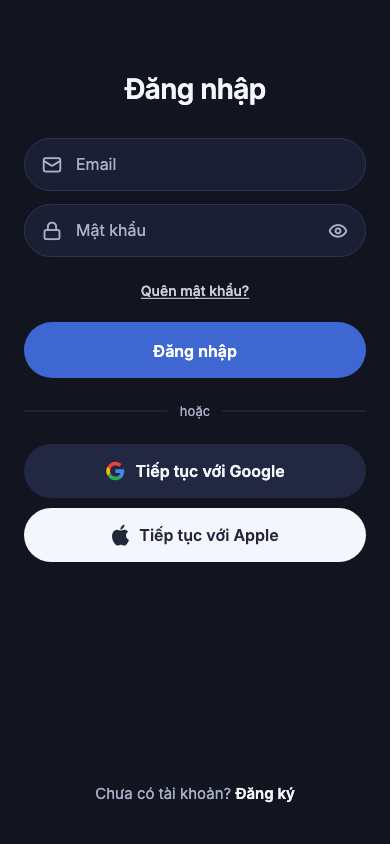 Đăng nhập
Email
Mật khẩu
Quên mật khẩu?
Đăng nhập
hoặc
Tiếp tục với Google
Tiếp tục với Apple
Chưa có tài khoản? Đăng ký